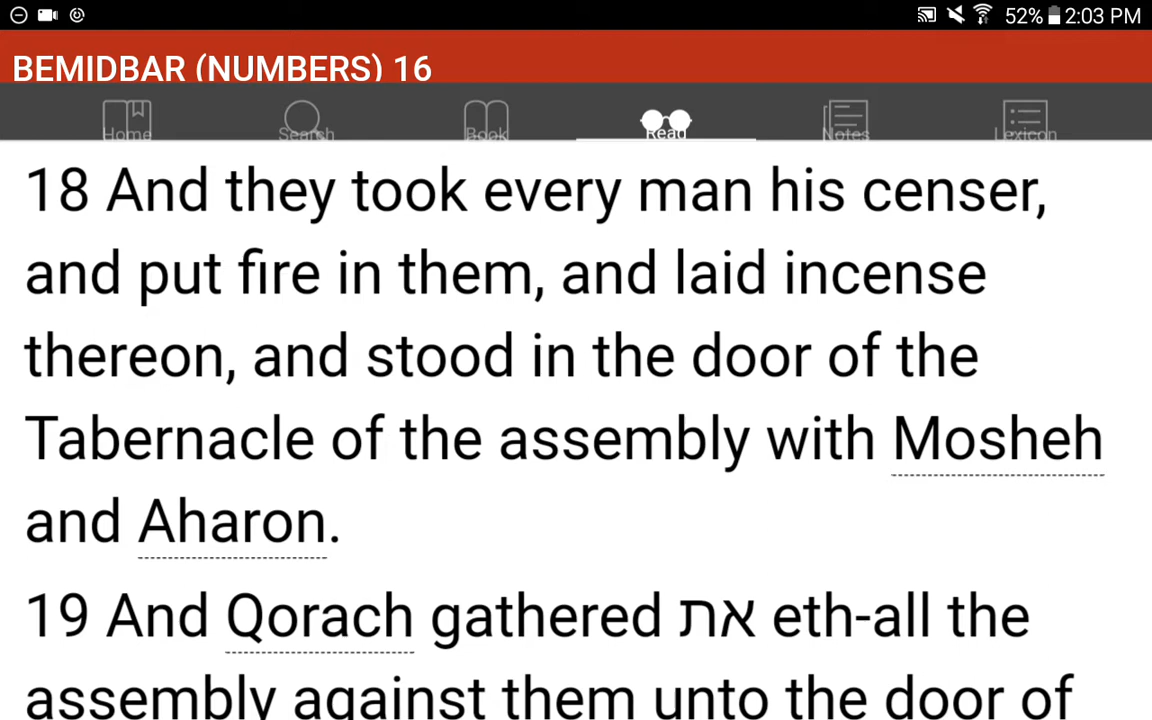 52% 2:03 PM
BEMIDBAR (NUMBERS) 16
Home Search Book Read Notes Lexicon
18 And they took every man his censer,
and put fire in them, and laid incense
thereon, and stood in the door of the
Tabernacle of the assembly with Mosheh
and Aharon.
19 And Qorach gathered את eth-all the
assembly against them unto the door of